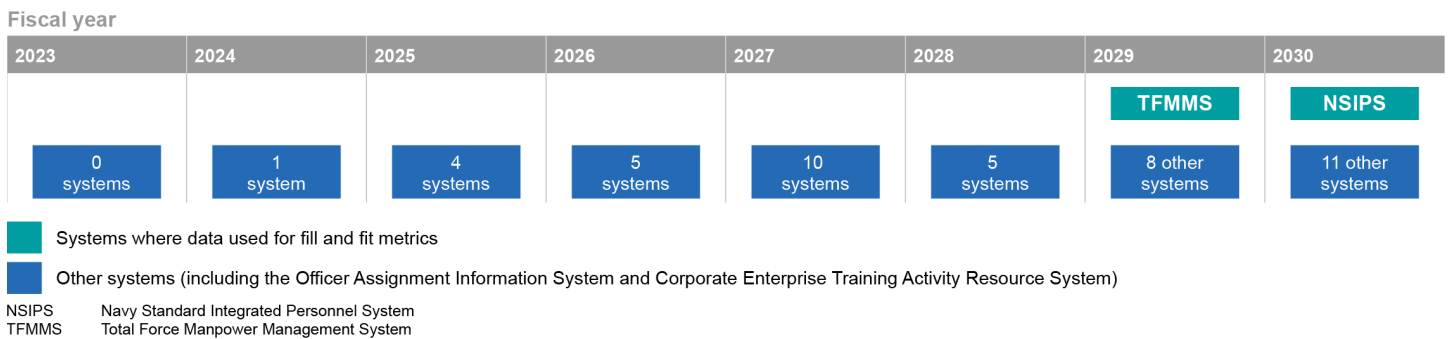 Fiscal year
2023 2024 2025 2026 2027 2028 2029 2030
TFMMS NSIPS
0 1 4 5 10 5 8 other 11 other
systems system systems systems systems systems systems systems
Systems where data used for fill and fit metrics
Other systems (including the Officer Assignment Information System and Corporate Enterprise Training Activity Resource System)
NSIPS Navy Standard Integrated Personnel System
TFMMS Total Force Manpower Management System